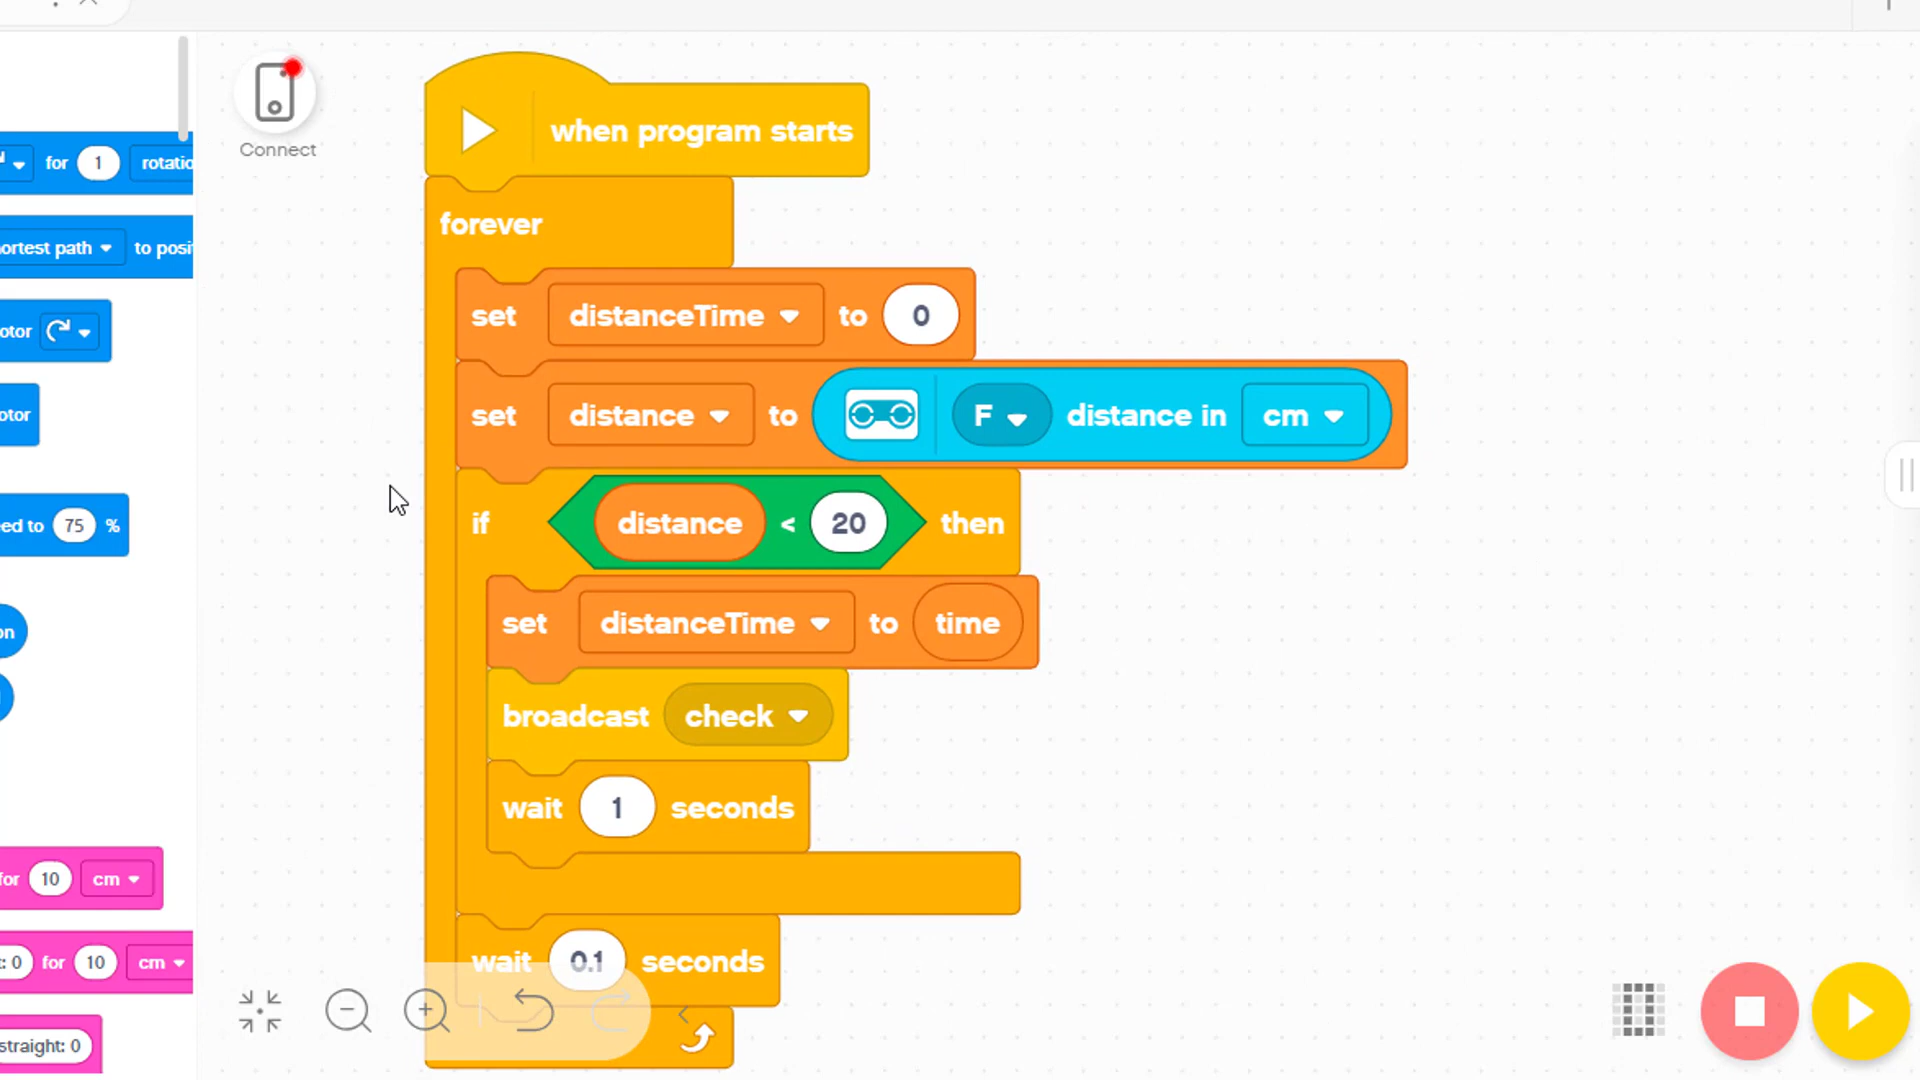 for 1 rotatio
ortest path to posit
otor
otor
eed to 75 %
on
for 10 cm
: 0 for 10 cm
straight: 0
Connect
when program starts
forever
set distanceTime to 0
set distance to F distance in cm
if distance < 20 then
set distanceTime to time
broadcast check
wait 1 seconds
wait 0.1 seconds